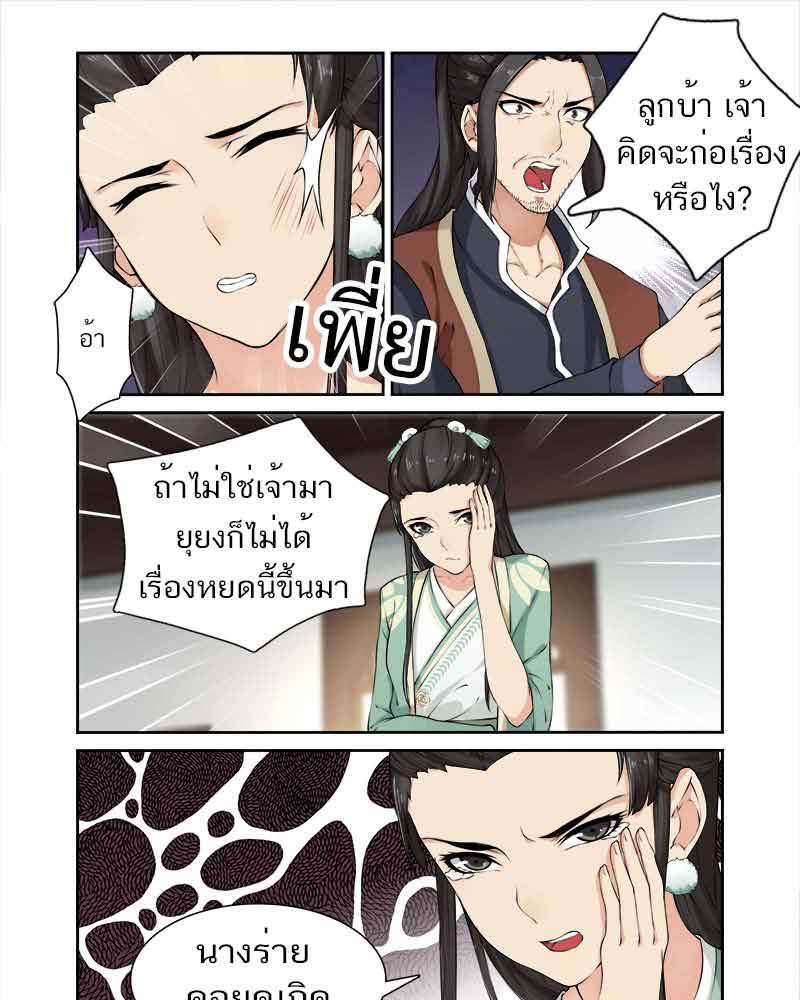 อ้า
เพี่ย
ลูกบ้า เจ้า
คิดจะก่อเรื่อง
หรือไง?
ถ้าไม่ใช่เจ้ามา
ยุยงก็ไม่ได้
เรื่องหยดนี้ขึ้นมา
นางร่าย